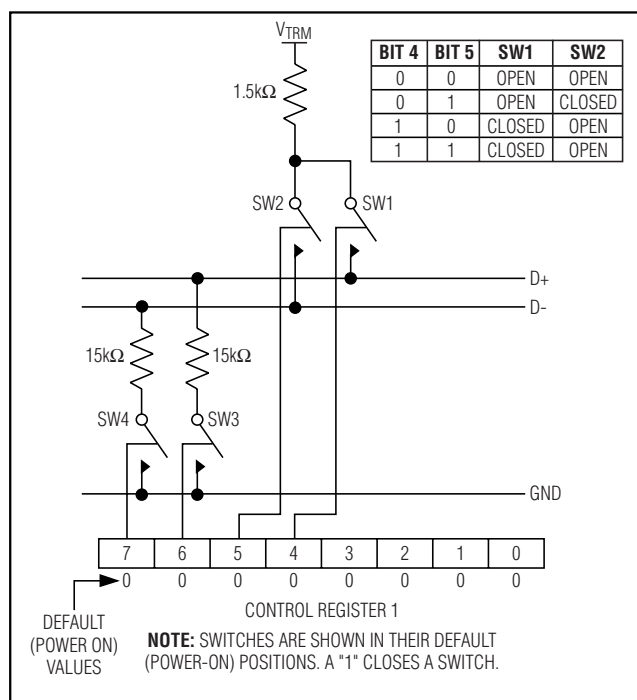 VTRM
1.5kΩ
BIT 4 BIT 5 SW1 SW2
0 0 OPEN OPEN
0 1 OPEN CLOSED
1 0 CLOSED OPEN
1 1 CLOSED OPEN
SW2 SW1
D+
D-
15kΩ 15kΩ
SW4 SW3
GND
7 6 5 4 3 2 1 0
0 0 0 0 0 0 0 0
CONTROL REGISTER 1
DEFAULT
(POWER ON)
VALUES
NOTE: SWITCHES ARE SHOWN IN THEIR DEFAULT
(POWER-ON) POSITIONS. A "1" CLOSES A SWITCH.